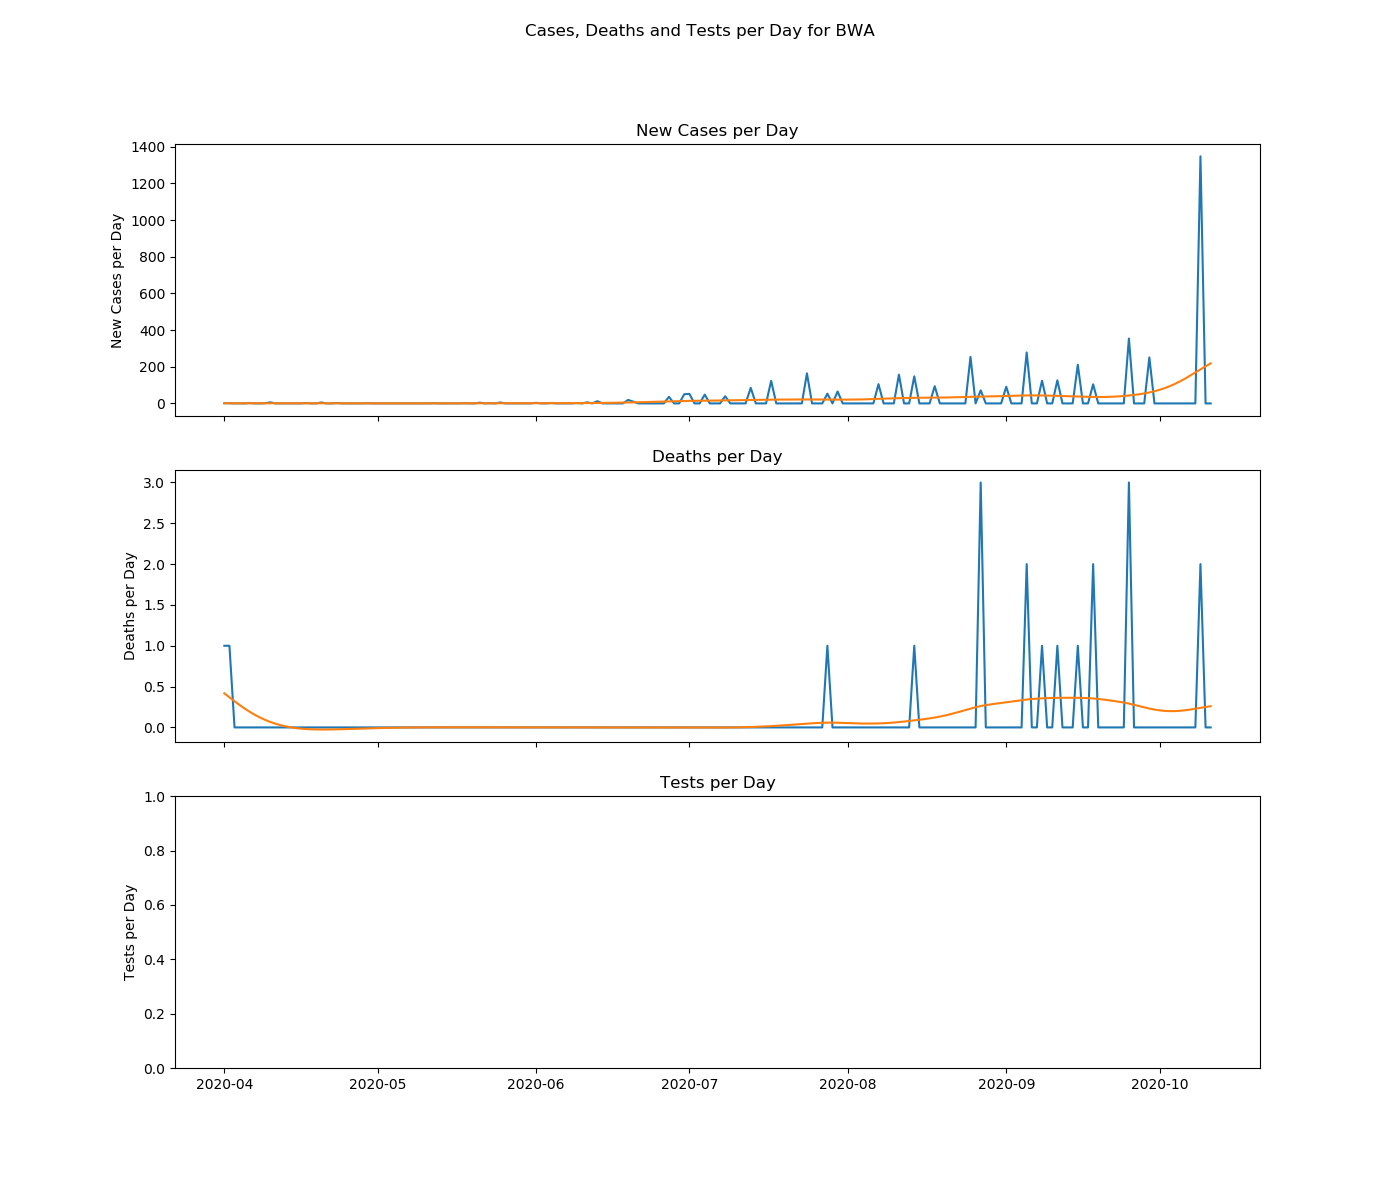 Cases, Deaths and Tests per Day for BWA
New Cases per Day
1400
1200
1000
800
600
400
200
0
New Cases per Day
Deaths per Day
3.0
2.5
2.0
1.5
1.0
0.5
0.0
Deaths per Day
Tests per Day
1.0
0.8
0.6
0.4
0.2
0.0
Tests per Day
2020-04 2020-05 2020-06 2020-07 2020-08 2020-09 2020-10